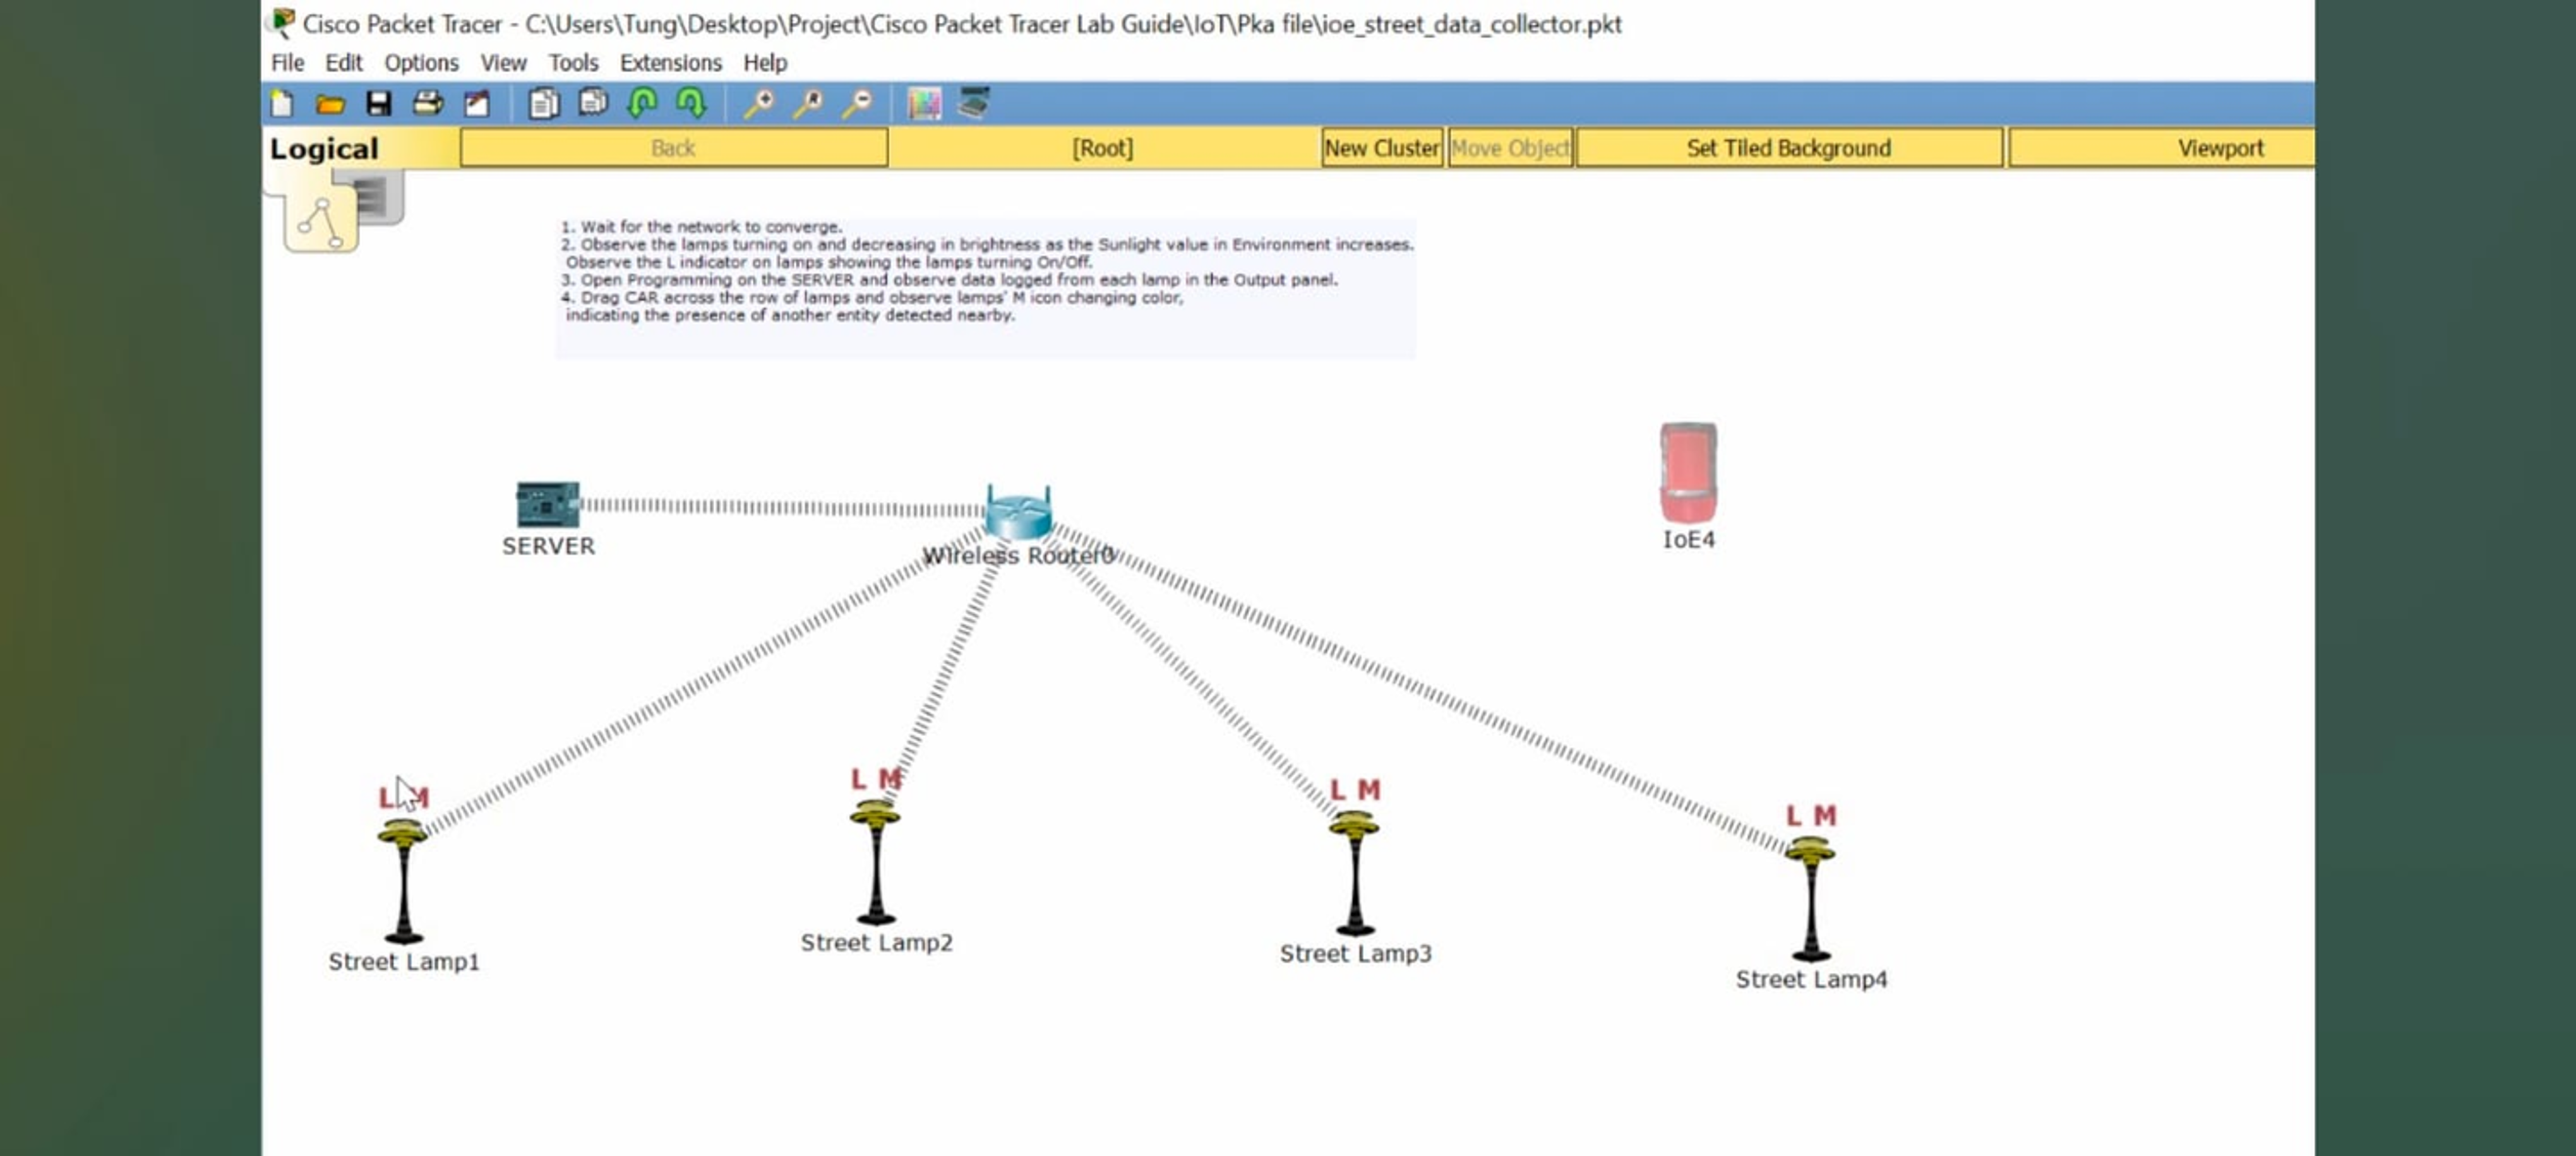 Cisco Packet Tracer - C:\Users\Tung\Desktop\Project\Cisco Packet Tracer Lab Guide\IoT\Pka file\ioe_street_data_collector.pkt
File Edit Options View Tools Extensions Help
Logical Back [Root] New Cluster Move Object Set Tiled Background Viewport
1. Wait for the network to converge.
2. Observe the lamps turning on and decreasing in brightness as the Sunlight value in Environment increases.
Observe the L indicator on lamps showing the lamps turning On/Off.
3. Open Programming on the SERVER and observe data logged from each lamp in the Output panel.
4. Drag CAR across the row of lamps and observe lamps' M icon changing color,
indicating the presence of another entity detected nearby.
SERVER
Wireless Router0
IoE4
L M
Street Lamp1
L M
Street Lamp2
L M
Street Lamp3
L M
Street Lamp4